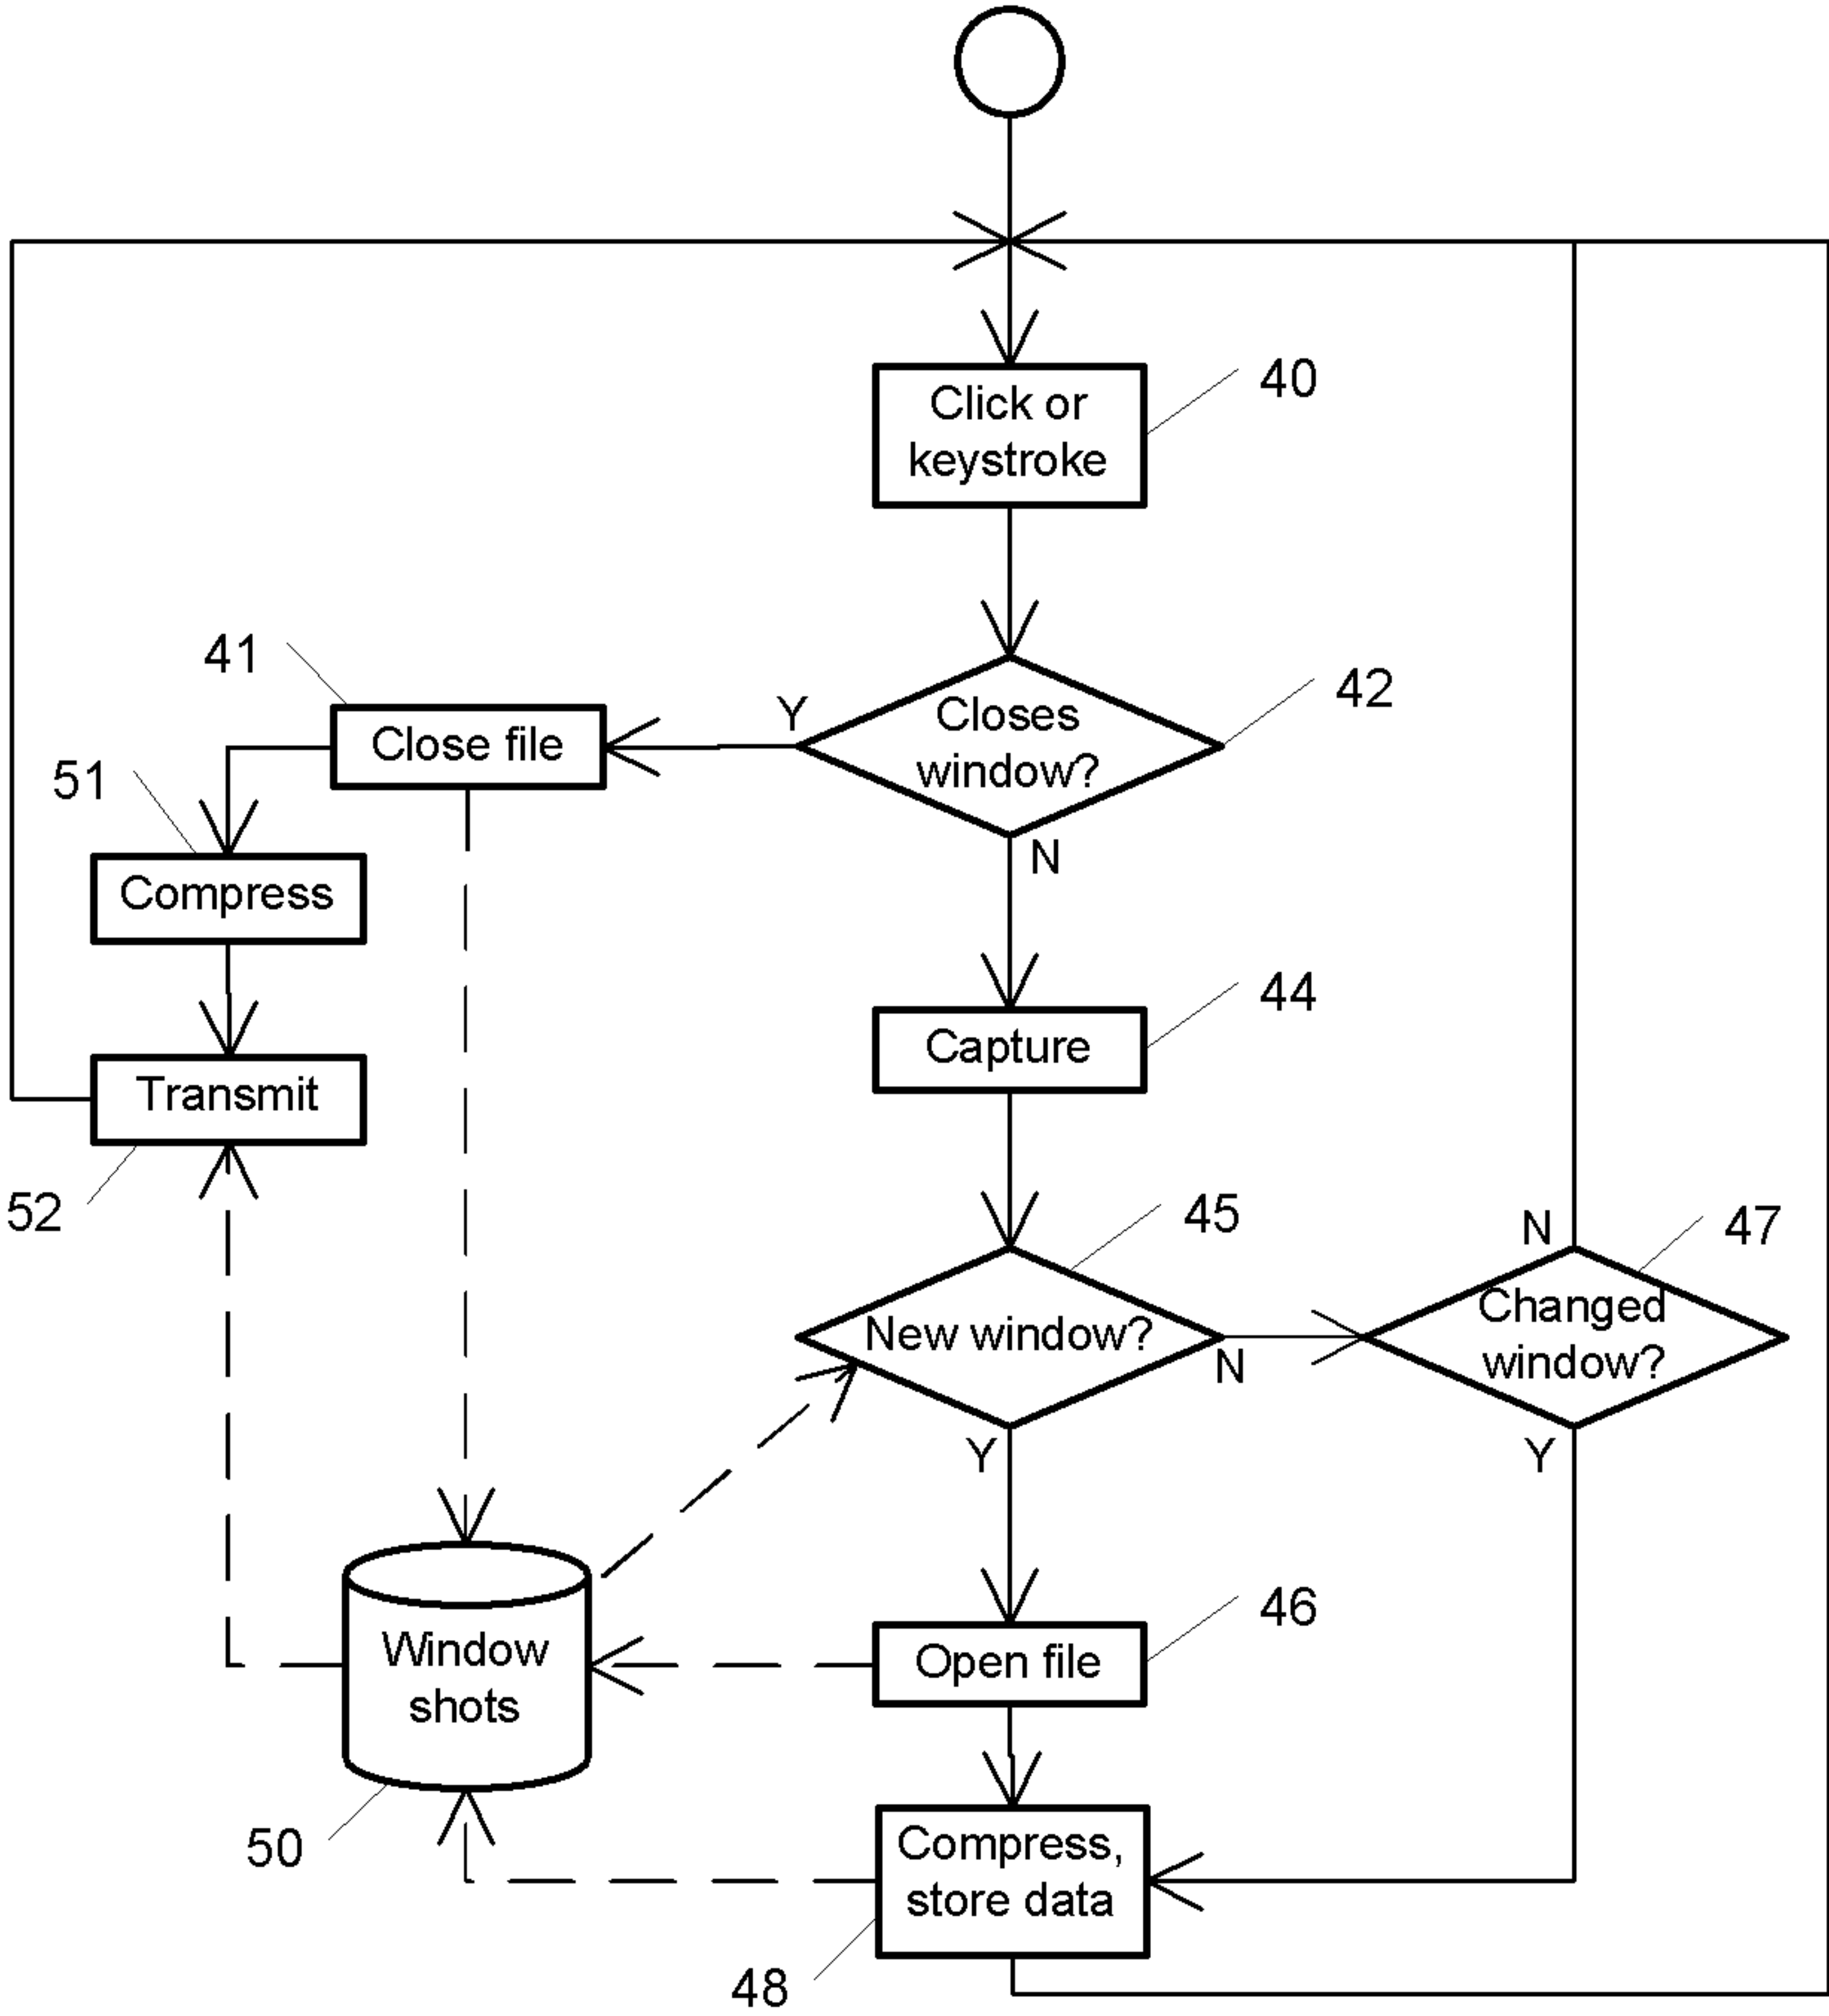 Click or
keystroke
40
41
Y
Closes
window?
42
Close file
51
N
Compress
44
Capture
Transmit
52
45
N
47
New window?
N
Changed
window?
Y
Y
46
Window
shots
Open file
50
Compress,
store data
48